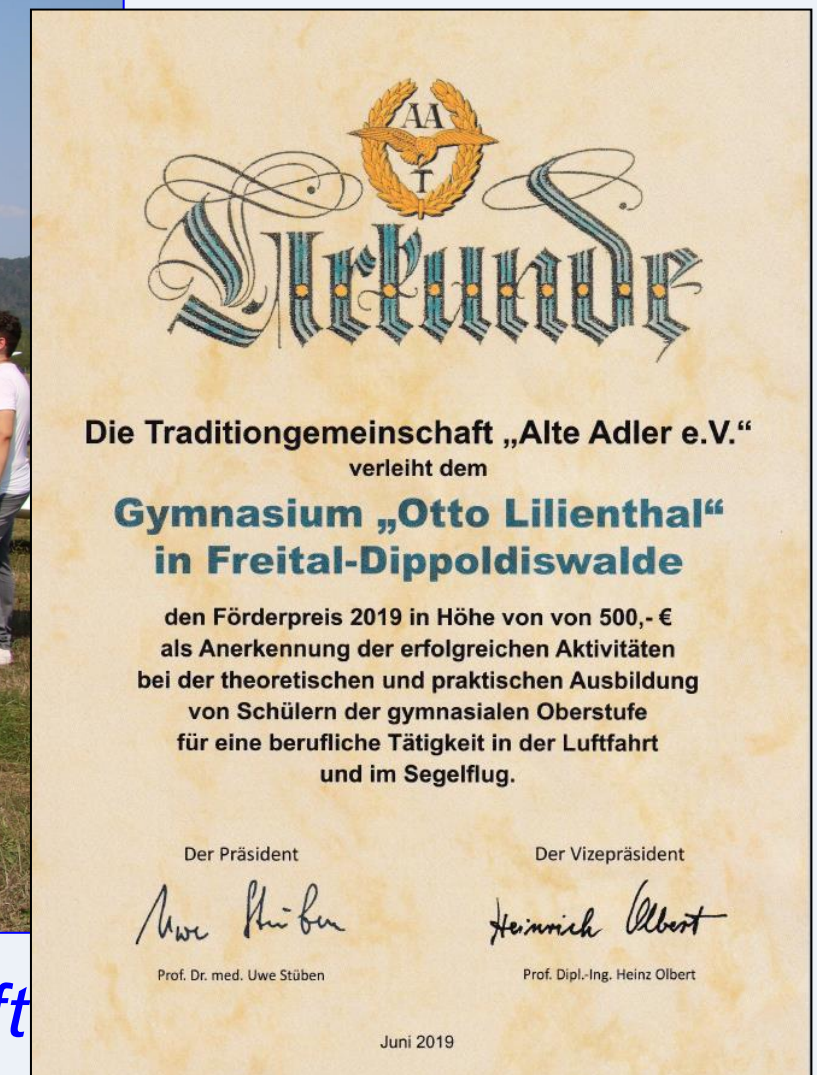 AA
T
Urkunde
Die Traditiongemeinschaft „Alte Adler e.V.“
verleiht dem
Gymnasium „Otto Lilienthal“
in Freital-Dippoldiswalde
den Förderpreis 2019 in Höhe von von 500,- €
als Anerkennung der erfolgreichen Aktivitäten
bei der theoretischen und praktischen Ausbildung
von Schülern der gymnasialen Oberstufe
für eine berufliche Tätigkeit in der Luftfahrt
und im Segelflug.
Der Präsident Der Vizepräsident
Uwe Stüben Heinrich Olbert
Prof. Dr. med. Uwe Stüben Prof. Dipl.-Ing. Heinz Olbert
ft
Juni 2019